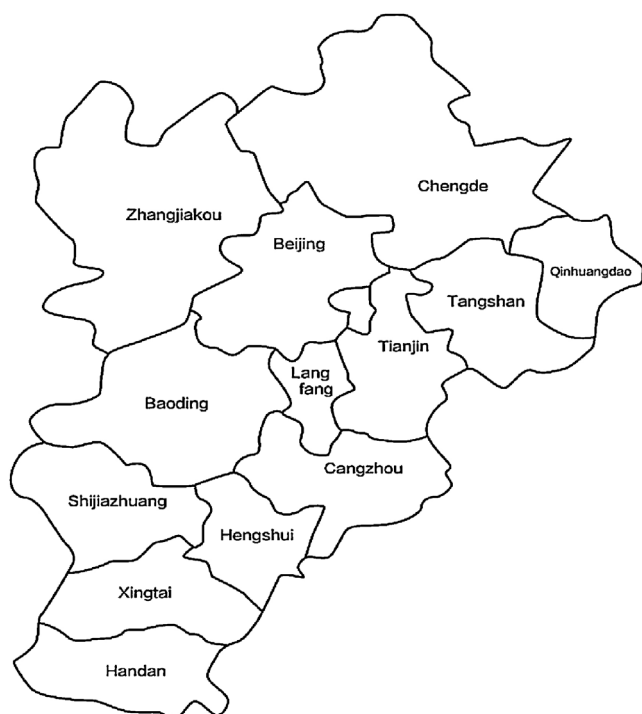 Chengde
Zhangjiakou
Beijing
Qinhuangdao
Tangshan
Tianjin
Lang
fang
Baoding
Cangzhou
Shijiazhuang
Hengshui
Xingtai
Handan